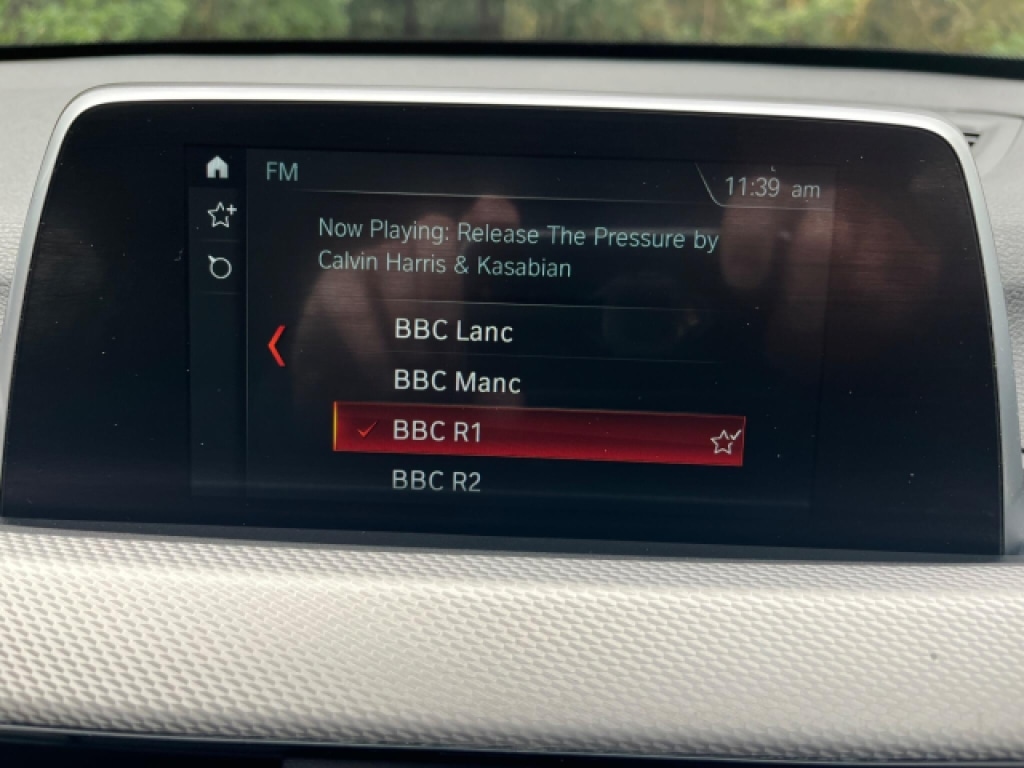 FM
11:39 am
Now Playing: Release The Pressure by
Calvin Harris & Kasabian
BBC Lanc
BBC Manc
BBC R1
BBC R2